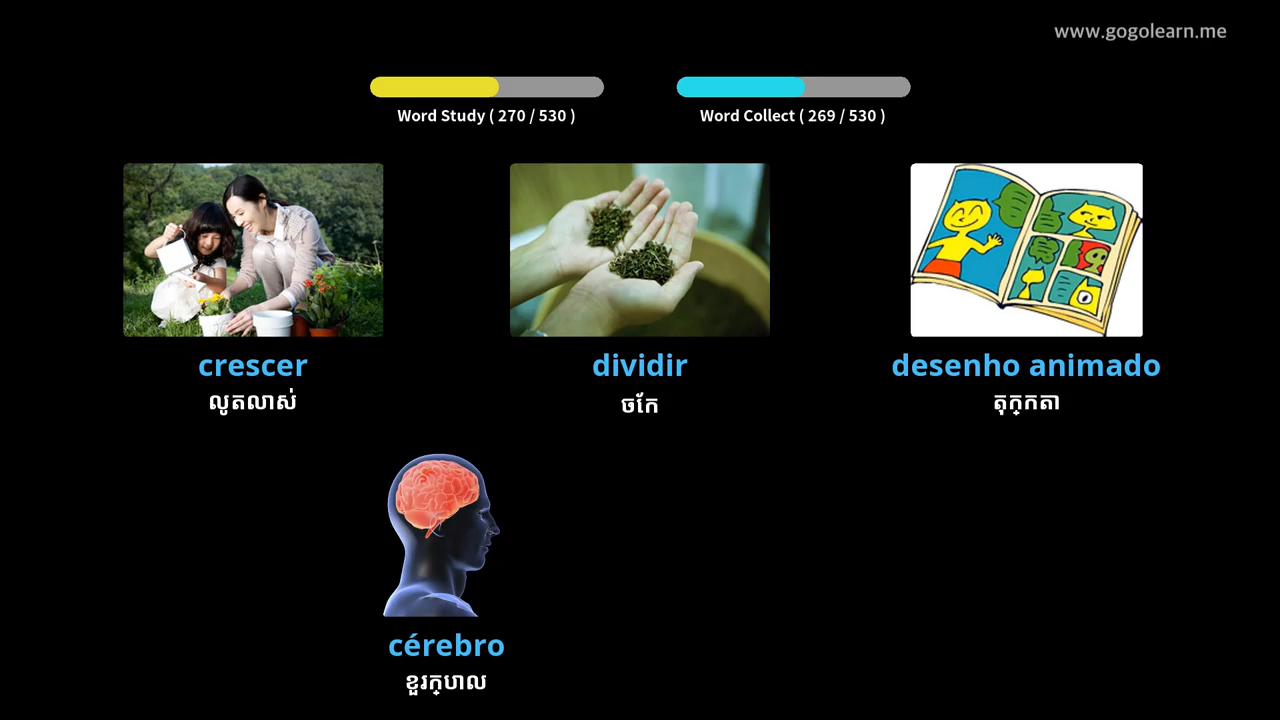 www.gogolearn.me
Word Study ( 270 / 530 )
Word Collect ( 269 / 530 )
crescer
លូតលាស់
dividir
ចែក
desenho animado
តុក្កតា
cérebro
ខួរក្បាល